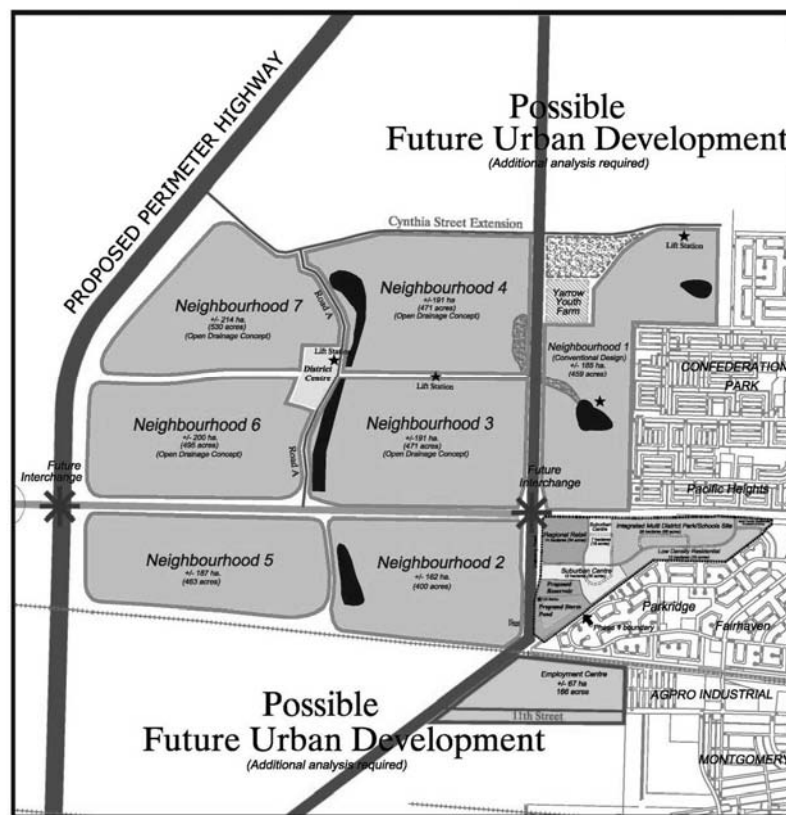 PROPOSED PERIMETER HIGHWAY
Possible
Future Urban Development
(Additional analysis required)
Cynthia Street Extension
Lift Station
Neighbourhood 7
+/- 214 ha.
(530 acres)
(Open Drainage Concept)
Road A
Neighbourhood 4
+/-191 ha
(471 acres)
(Open Drainage Concept)
Yarrow
Youth
Farm
Neighbourhood 1
(Conventional Design)
+/- 185 ha.
(459 acres)
CONFEDERATION
PARK
Lift Station
District
Centre
Lift Station
Neighbourhood 6
+/- 200 ha.
(495 acres)
(Open Drainage Concept)
Road A
Neighbourhood 3
+/-191 ha
(471 acres)
(Open Drainage Concept)
Future
Interchange
Future
Interchange
Pacific Heights
Regional Retail
Suburban
Centre
Integrated Multi District Park/Schools Site
Low Density Residential
Suburban Centre
Proposed Reservoir
Proposed Storm
Pond
Phase 1 boundary
Parkridge
Fairhaven
Neighbourhood 5
+/- 187 ha.
(463 acres)
Neighbourhood 2
+/- 162 ha.
(400 acres)
Employment Centre
+/- 67 ha
166 acres
11th Street
AGPRO INDUSTRIAL
MONTGOMERY
Possible
Future Urban Development
(Additional analysis required)